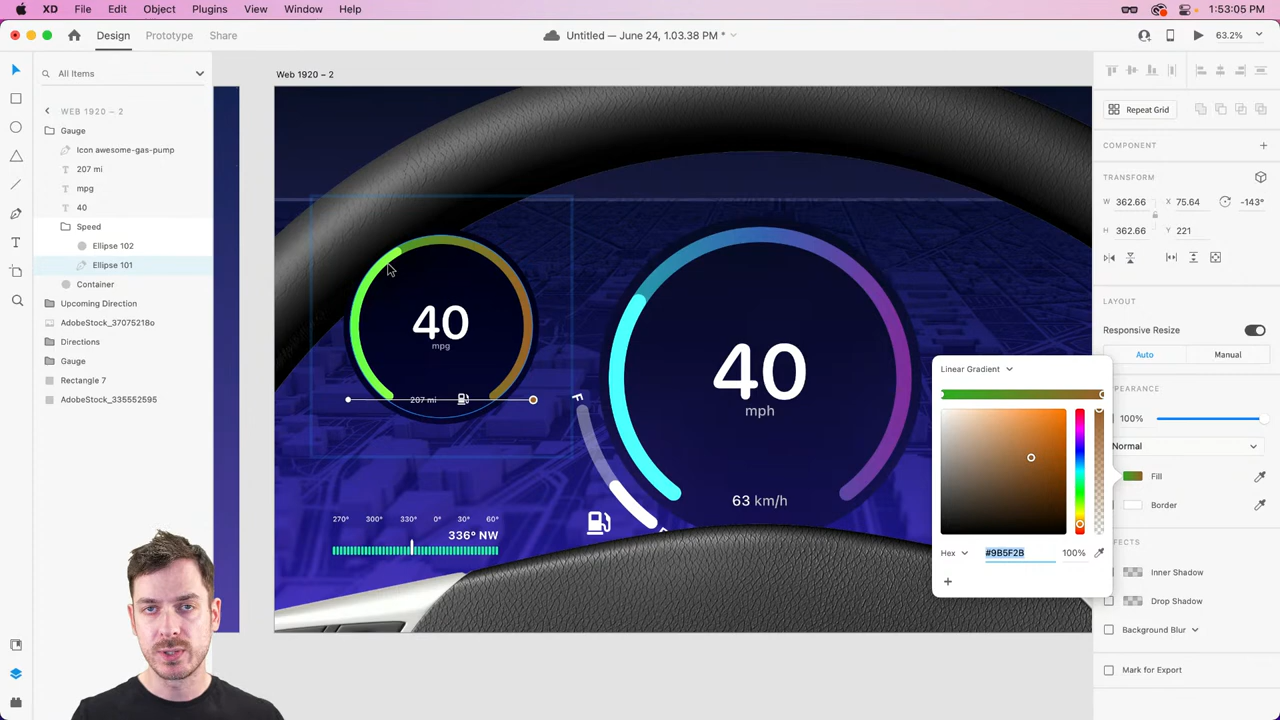 XD File Edit Object Plugins View Window Help 1:53:05 PM
Design Prototype Share
Untitled — June 24, 1.03.38 PM *
63.2%
All Items
WEB 1920 – 2
Gauge
Icon awesome-gas-pump
207 mi
mpg
40
Speed
Ellipse 102
Ellipse 101
Container
Upcoming Direction
AdobeStock_37075218o
Directions
Gauge
Rectangle 7
AdobeStock_335552595
Web 1920 – 2
40
mpg
207 mi
270° 300° 330° 0° 30° 60°
336° NW
F
40
mph
63 km/h
Repeat Grid
COMPONENT
TRANSFORM
W 362.66 X 75.64 -143°
H 362.66 Y 221
LAYOUT
Responsive Resize
Auto Manual
Linear Gradient
Hex #9B5F2B 100%
PPEARANCE
100%
Normal
Fill
Border
FFECTS
Inner Shadow
Drop Shadow
Background Blur
Mark for Export